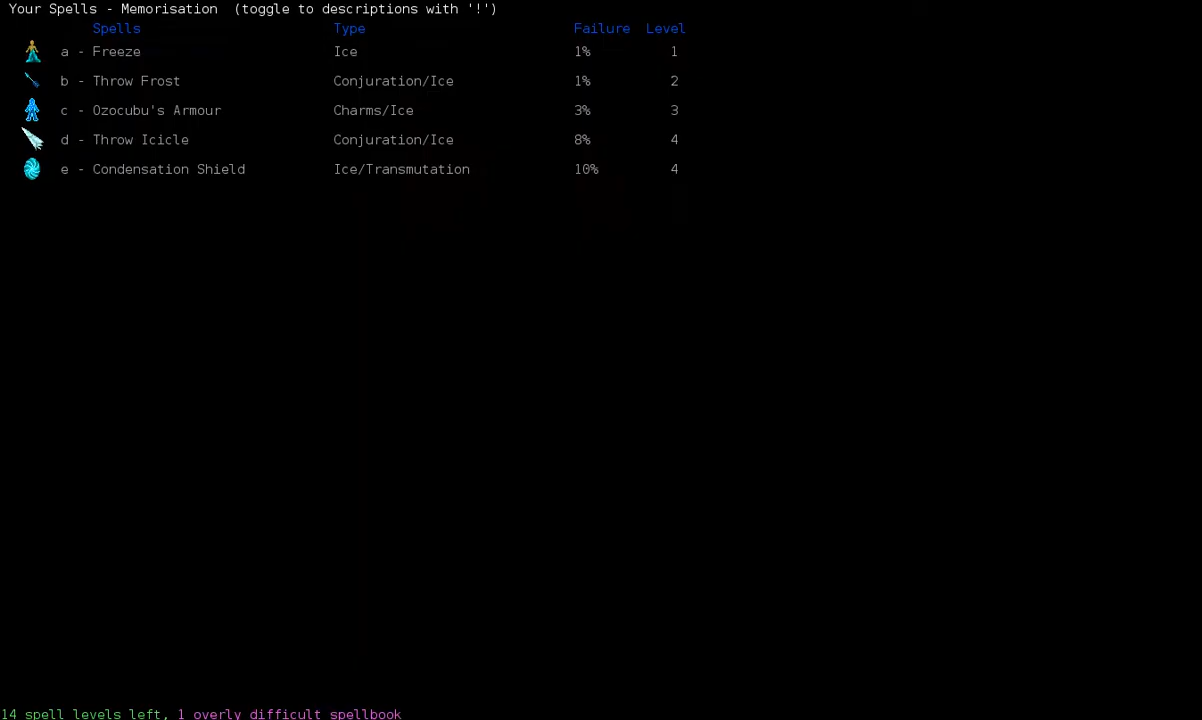 Your Spells - Memorisation (toggle to descriptions with '!')
Spells Type Failure Level
a - Freeze Ice 1% 1
b - Throw Frost Conjuration/Ice 1% 2
c - Ozocubu's Armour Charms/Ice 3% 3
d - Throw Icicle Conjuration/Ice 8% 4
e - Condensation Shield Ice/Transmutation 10% 4
14 spell levels left, 1 overly difficult spellbook